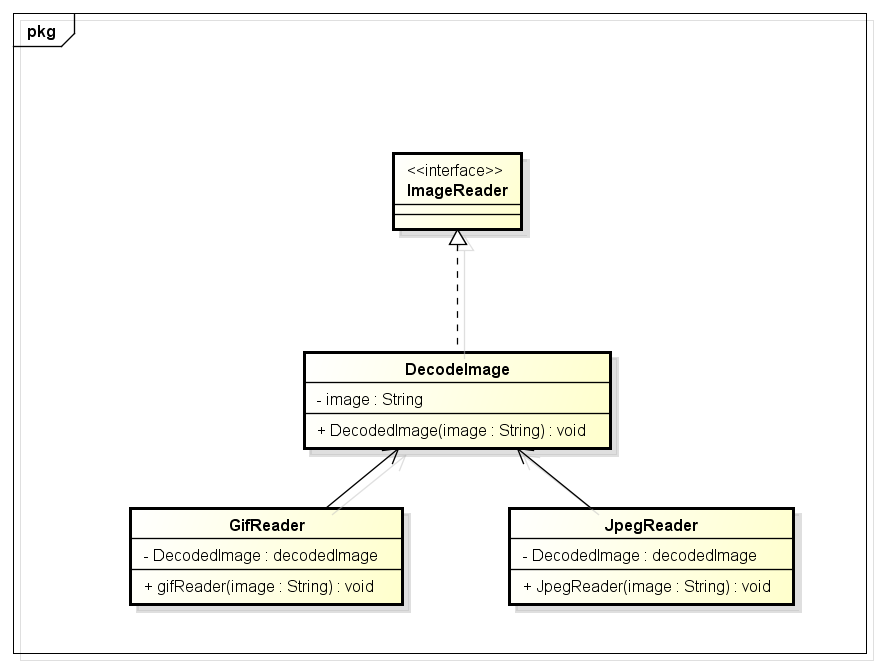 pkg
<<interface>>
ImageReader
DecodeImage
- image : String
+ DecodedImage(image : String) : void
GifReader
- DecodedImage : decodedImage
+ gifReader(image : String) : void
JpegReader
- DecodedImage : decodedImage
+ JpegReader(image : String) : void